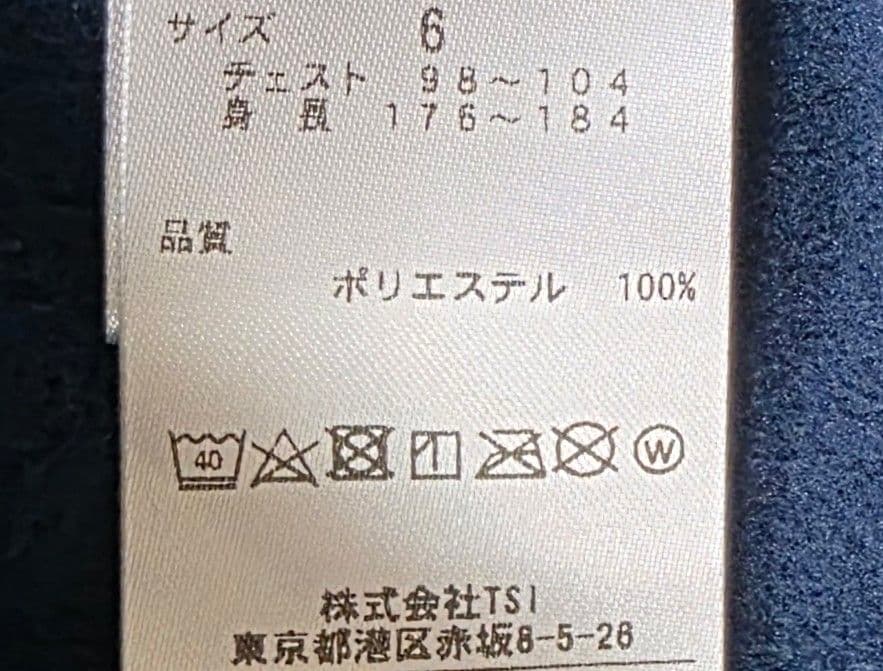 サイズ 6
チェスト 98～104
身長 176～184
品質
ポリエステル 100%
40 W
株式会社TSI
東京都港区赤坂8-5-26